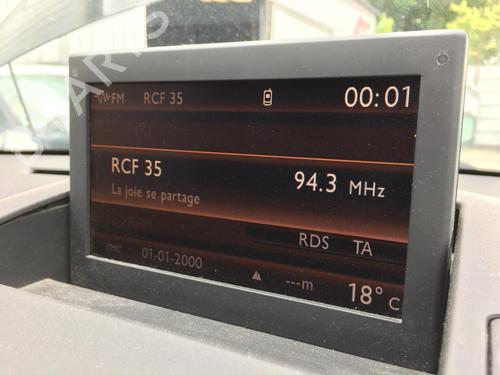 FM RCF 35 00:01
RCF 35 94.3 MHz
La joie se partage
RDS TA
TMC 01-01-2000 ---m 18° C